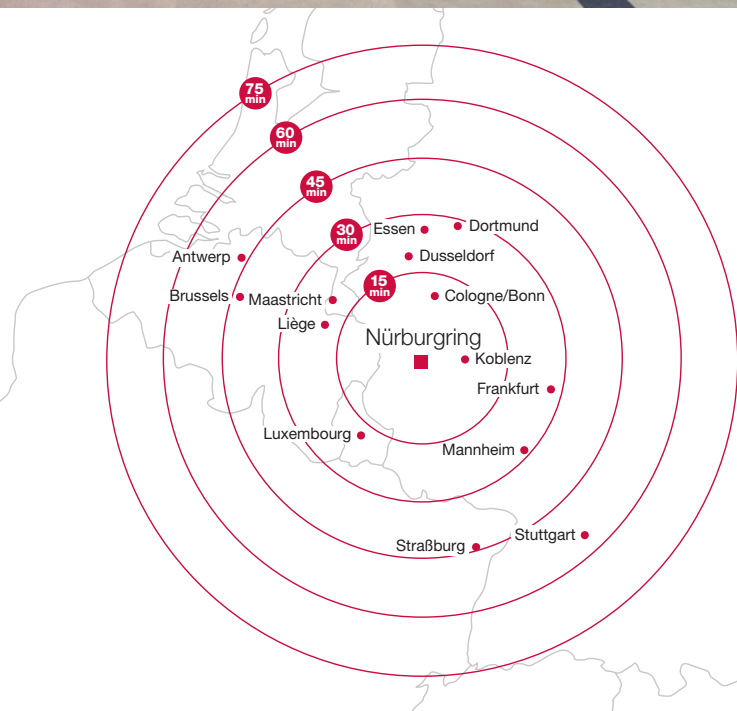 75
min
60
min
45
min
30
min
Essen
Dortmund
Antwerp
Dusseldorf
15
min
Brussels
Maastricht
Cologne/Bonn
Liège
Nürburgring
Koblenz
Frankfurt
Luxembourg
Mannheim
Straßburg
Stuttgart